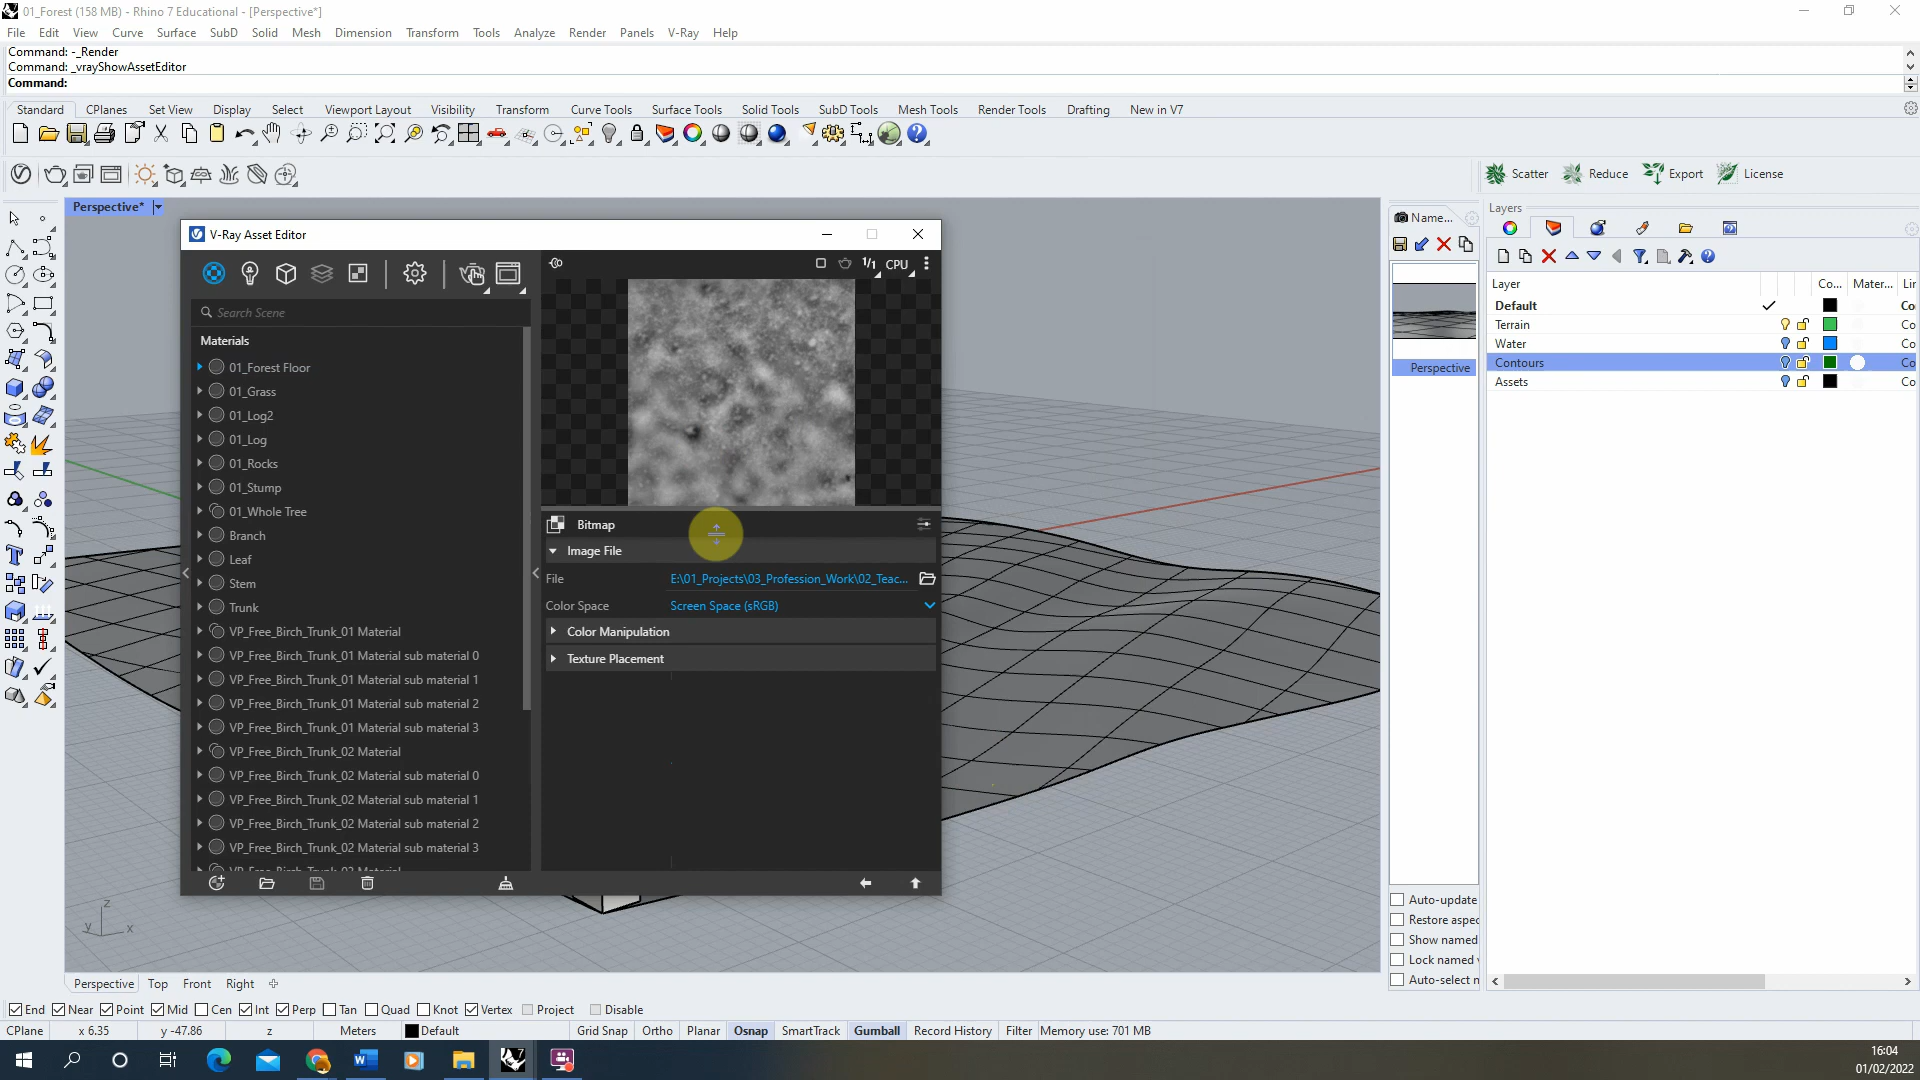 01_Forest (158 MB) - Rhino 7 Educational - [Perspective*]
File Edit View Curve Surface SubD Solid Mesh Dimension Transform Tools Analyze Render Panels V-Ray Help
Command: -_Render
Command: _vrayShowAssetEditor
Command:
Standard CPlanes Set View Display Select Viewport Layout Visibility Transform Curve Tools Surface Tools Solid Tools SubD Tools Mesh Tools Render Tools Drafting New in V7
Scatter Reduce Export License
Perspective*
V-Ray Asset Editor
1/1 CPU
Search Scene
Materials
01_Forest Floor
01_Grass
01_Log2
01_Log
01_Rocks
01_Stump
01_Whole Tree
Branch
Leaf
Stem
Trunk
VP_Free_Birch_Trunk_01 Material
VP_Free_Birch_Trunk_01 Material sub material 0
VP_Free_Birch_Trunk_01 Material sub material 1
VP_Free_Birch_Trunk_01 Material sub material 2
VP_Free_Birch_Trunk_01 Material sub material 3
VP_Free_Birch_Trunk_02 Material
VP_Free_Birch_Trunk_02 Material sub material 0
VP_Free_Birch_Trunk_02 Material sub material 1
VP_Free_Birch_Trunk_02 Material sub material 2
VP_Free_Birch_Trunk_02 Material sub material 3
Bitmap
Image File
File E:\01_Projects\03_Profession_Work\02_Teac...
Color Space Screen Space (sRGB)
Color Manipulation
Texture Placement
z
y x
Name...
Perspective
Auto-update
Restore aspec
Show named
Lock named
Auto-select n
Layers
Layer Co... Mater... Lin
Default Co
Terrain Co
Water Co
Contours Co
Assets Co
Perspective Top Front Right
End Near Point Mid Cen Int Perp Tan Quad Knot Vertex Project Disable
CPlane x 6.35 y -47.86 z Meters Default Grid Snap Ortho Planar Osnap SmartTrack Gumball Record History Filter Memory use: 701 MB
16:04
01/02/2022